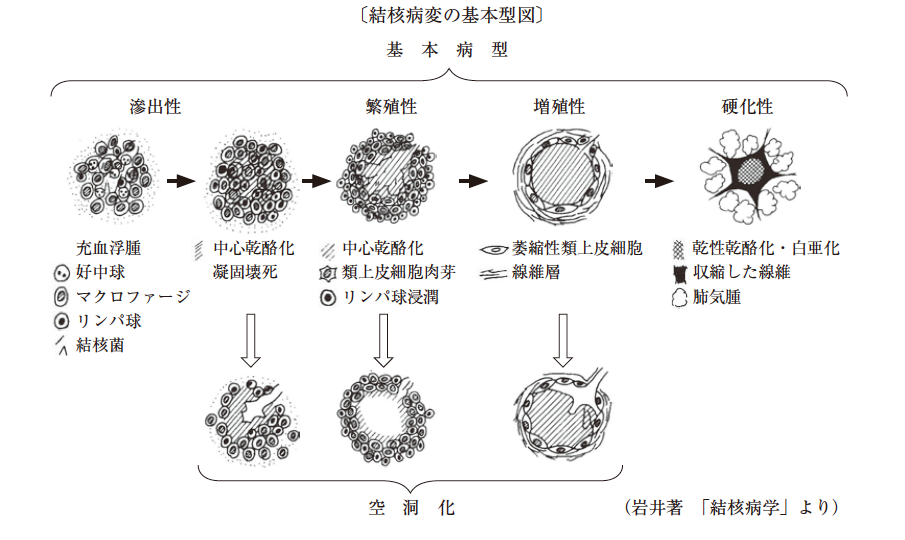 〔結核病変の基本型図〕
基本病型
滲出性
繁殖性
増殖性
硬化性
充血浮腫
好中球
マクロファージ
リンパ球
結核菌
中心乾酪化
凝固壊死
中心乾酪化
類上皮細胞肉芽
リンパ球浸潤
萎縮性類上皮細胞
線維層
乾性乾酪化・白亜化
収縮した線維
肺気腫
空洞化
（岩井著　「結核病学」より）